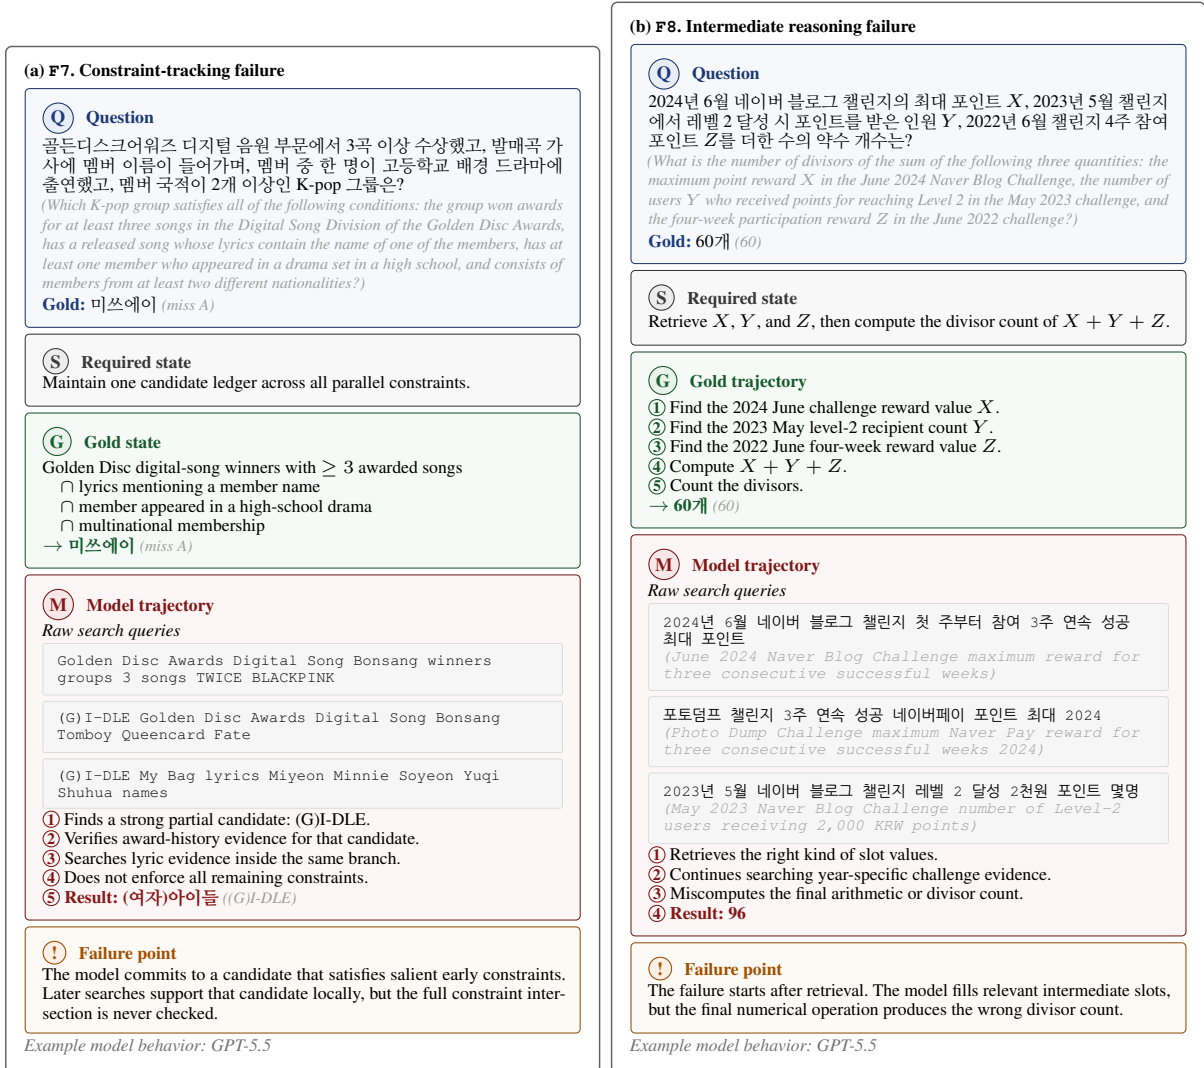 (a) F7. Constraint-tracking failure
Q Question
골든디스크어워즈 디지털 음원 부문에서 3곡 이상 수상했고, 발매곡 가
사에 멤버 이름이 들어가며, 멤버 중 한 명이 고등학교 배경 드라마에
출연했고, 멤버 국적이 2개 이상인 K-pop 그룹은?
(Which K-pop group satisfies all of the following conditions: the group won awards
for at least three songs in the Digital Song Division of the Golden Disc Awards,
has a released song whose lyrics contain the name of one of the members, has at
least one member who appeared in a drama set in a high school, and consists of
members from at least two different nationalities?)
Gold: 미쓰에이 (miss A)
S Required state
Maintain one candidate ledger across all parallel constraints.
G Gold state
Golden Disc digital-song winners with ≥ 3 awarded songs
∩ lyrics mentioning a member name
∩ member appeared in a high-school drama
∩ multinational membership
→ 미쓰에이 (miss A)
M Model trajectory
Raw search queries
Golden Disc Awards Digital Song Bonsang winners
groups 3 songs TWICE BLACKPINK
(G)I-DLE Golden Disc Awards Digital Song Bonsang
Tomboy Queencard Fate
(G)I-DLE My Bag lyrics Miyeon Minnie Soyeon Yuqi
Shuhua names
① Finds a strong partial candidate: (G)I-DLE.
② Verifies award-history evidence for that candidate.
③ Searches lyric evidence inside the same branch.
④ Does not enforce all remaining constraints.
⑤ Result: (여자)아이들 ((G)I-DLE)
! Failure point
The model commits to a candidate that satisfies salient early constraints.
Later searches support that candidate locally, but the full constraint inter-
section is never checked.
Example model behavior: GPT-5.5
(b) F8. Intermediate reasoning failure
Q Question
2024년 6월 네이버 블로그 챌린지의 최대 포인트 X, 2023년 5월 챌린지
에서 레벨 2 달성 시 포인트를 받은 인원 Y, 2022년 6월 챌린지 4주 참여
포인트 Z를 더한 수의 약수 개수는?
(What is the number of divisors of the sum of the following three quantities: the
maximum point reward X in the June 2024 Naver Blog Challenge, the number of
users Y who received points for reaching Level 2 in the May 2023 challenge, and
the four-week participation reward Z in the June 2022 challenge?)
Gold: 60개 (60)
S Required state
Retrieve X, Y, and Z, then compute the divisor count of X + Y + Z.
G Gold trajectory
① Find the 2024 June challenge reward value X.
② Find the 2023 May level-2 recipient count Y.
③ Find the 2022 June four-week reward value Z.
④ Compute X + Y + Z.
⑤ Count the divisors.
→ 60개 (60)
M Model trajectory
Raw search queries
2024년 6월 네이버 블로그 챌린지 첫 주부터 참여 3주 연속 성공
최대 포인트
(June 2024 Naver Blog Challenge maximum reward for
three consecutive successful weeks)
포토덤프 챌린지 3주 연속 성공 네이버페이 포인트 최대 2024
(Photo Dump Challenge maximum Naver Pay reward for
three consecutive successful weeks 2024)
2023년 5월 네이버 블로그 챌린지 레벨 2 달성 2천원 포인트 몇명
(May 2023 Naver Blog Challenge number of Level-2
users receiving 2,000 KRW points)
① Retrieves the right kind of slot values.
② Continues searching year-specific challenge evidence.
③ Miscomputes the final arithmetic or divisor count.
④ Result: 96
! Failure point
The failure starts after retrieval. The model fills relevant intermediate slots,
but the final numerical operation produces the wrong divisor count.
Example model behavior: GPT-5.5